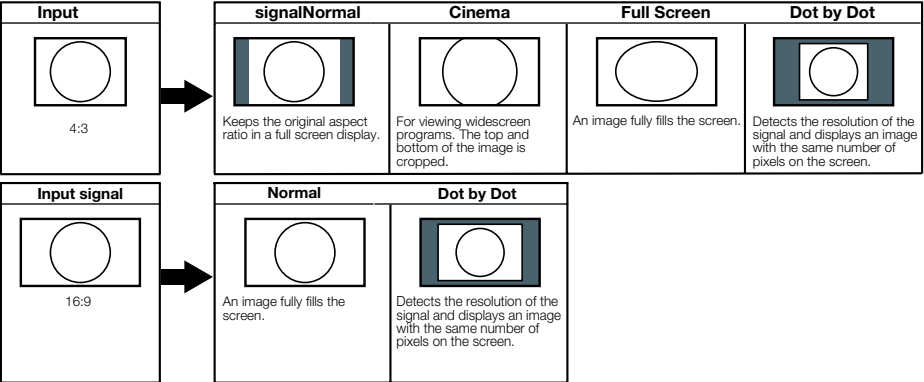 Input
signalNormal
Cinema
Full Screen
Dot by Dot
4:3
Keeps the original aspect
ratio in a full screen display.
For viewing widescreen
programs. The top and
bottom of the image is
cropped.
An image fully fills the screen.
Detects the resolution of the
signal and displays an image
with the same number of
pixels on the screen.
Input signal
Normal
Dot by Dot
16:9
An image fully fills the
screen.
Detects the resolution of the
signal and displays an image
with the same number of
pixels on the screen.